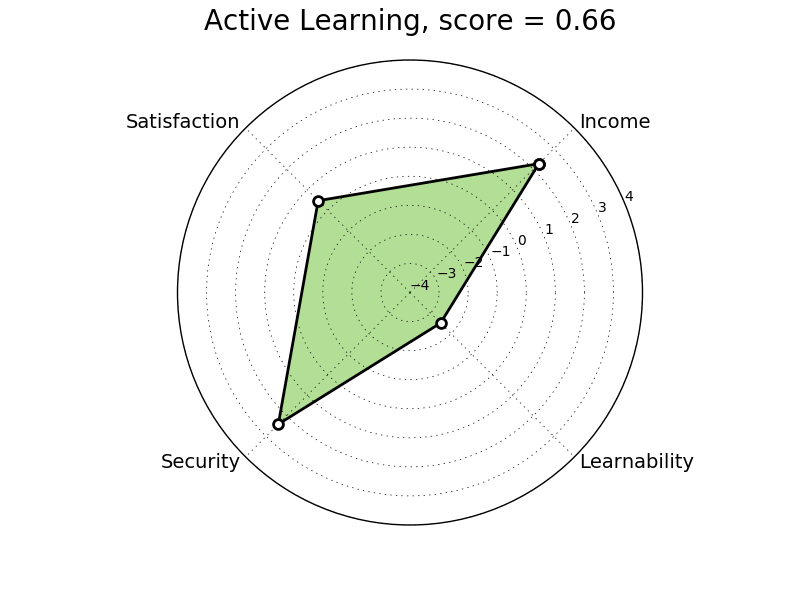 Active Learning, score = 0.66
Satisfaction
Income
4
3
2
1
0
−1
−2
−3
−4
Security
Learnability